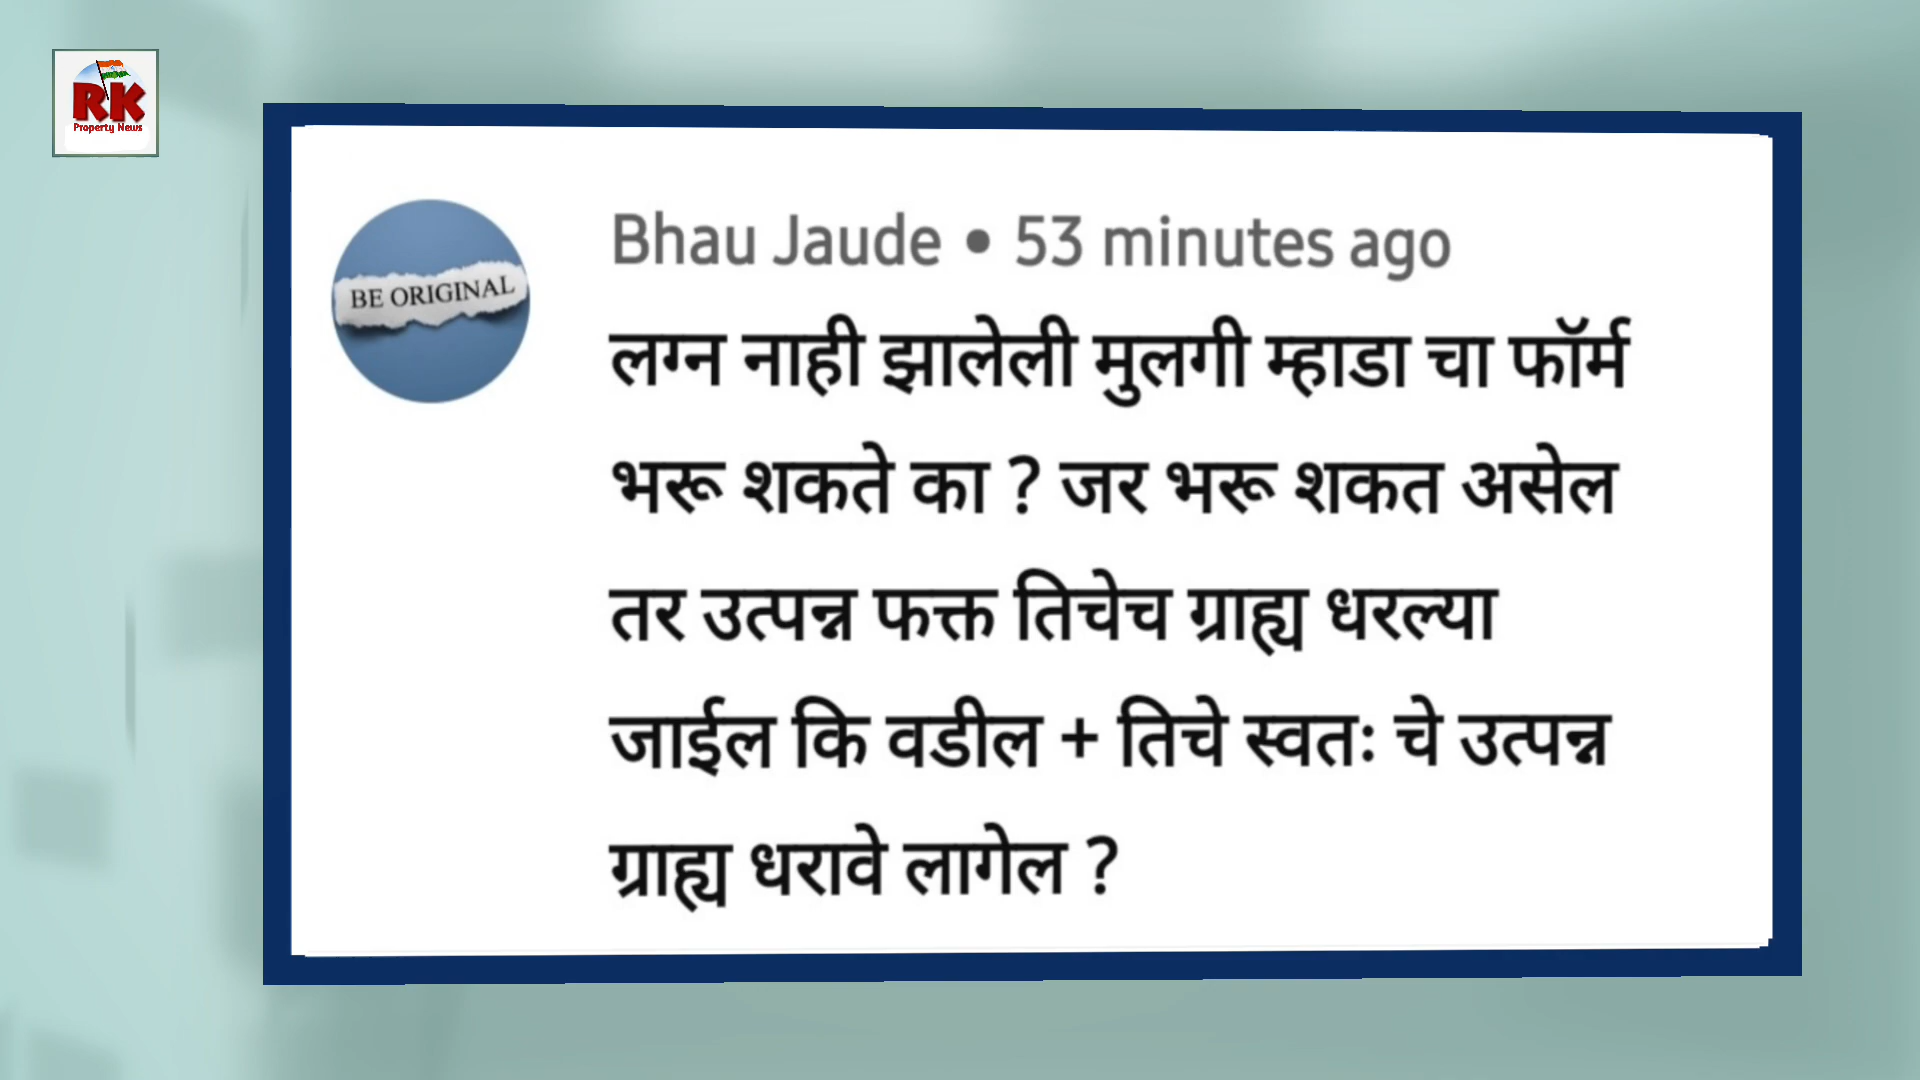 RK
Property News
BE ORIGINAL
Bhau Jaude • 53 minutes ago
लग्न नाही झालेली मुलगी म्हाडा चा फॉर्म
भरू शकते का ? जर भरू शकत असेल
तर उत्पन्न फक्त तिचेच ग्राह्य धरल्या
जाईल कि वडील + तिचे स्वतः चे उत्पन्न
ग्राह्य धरावे लागेल ?